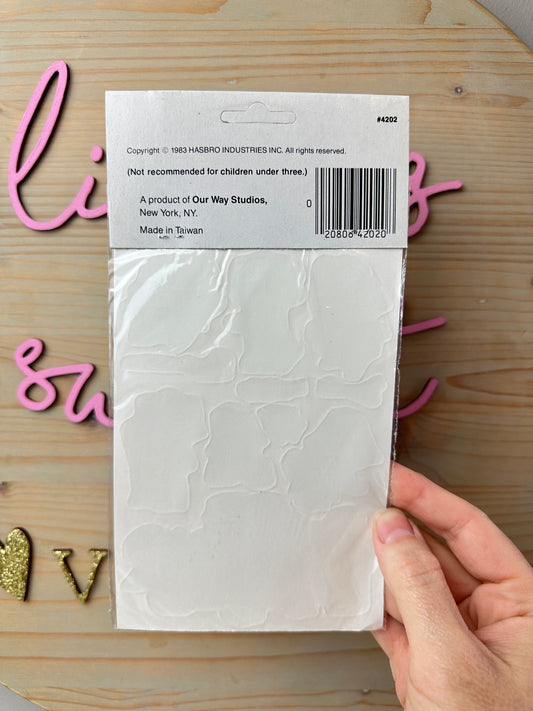 #4202
Copyright © 1983 HASBRO INDUSTRIES INC. All rights reserved.
(Not recommended for children under three.)
A product of Our Way Studios,
New York, NY.
Made in Taiwan
0 20806 42020